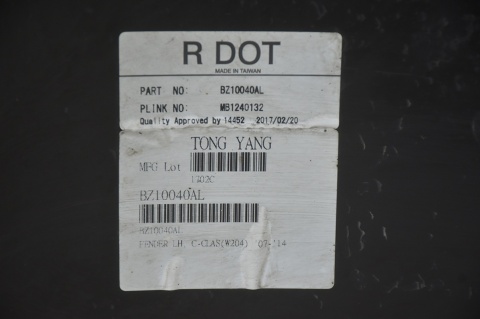 R DOT
MADE IN TAIWAN
PART NO: BZ10040AL
PLINK NO: MB1240132
Quality Approved by 14452 2017/02/20
TONG YANG
MFG Lot
1302C
BZ10040AL
BZ10040AL
FENDER LH, C-CLAS(W204) '07-'14